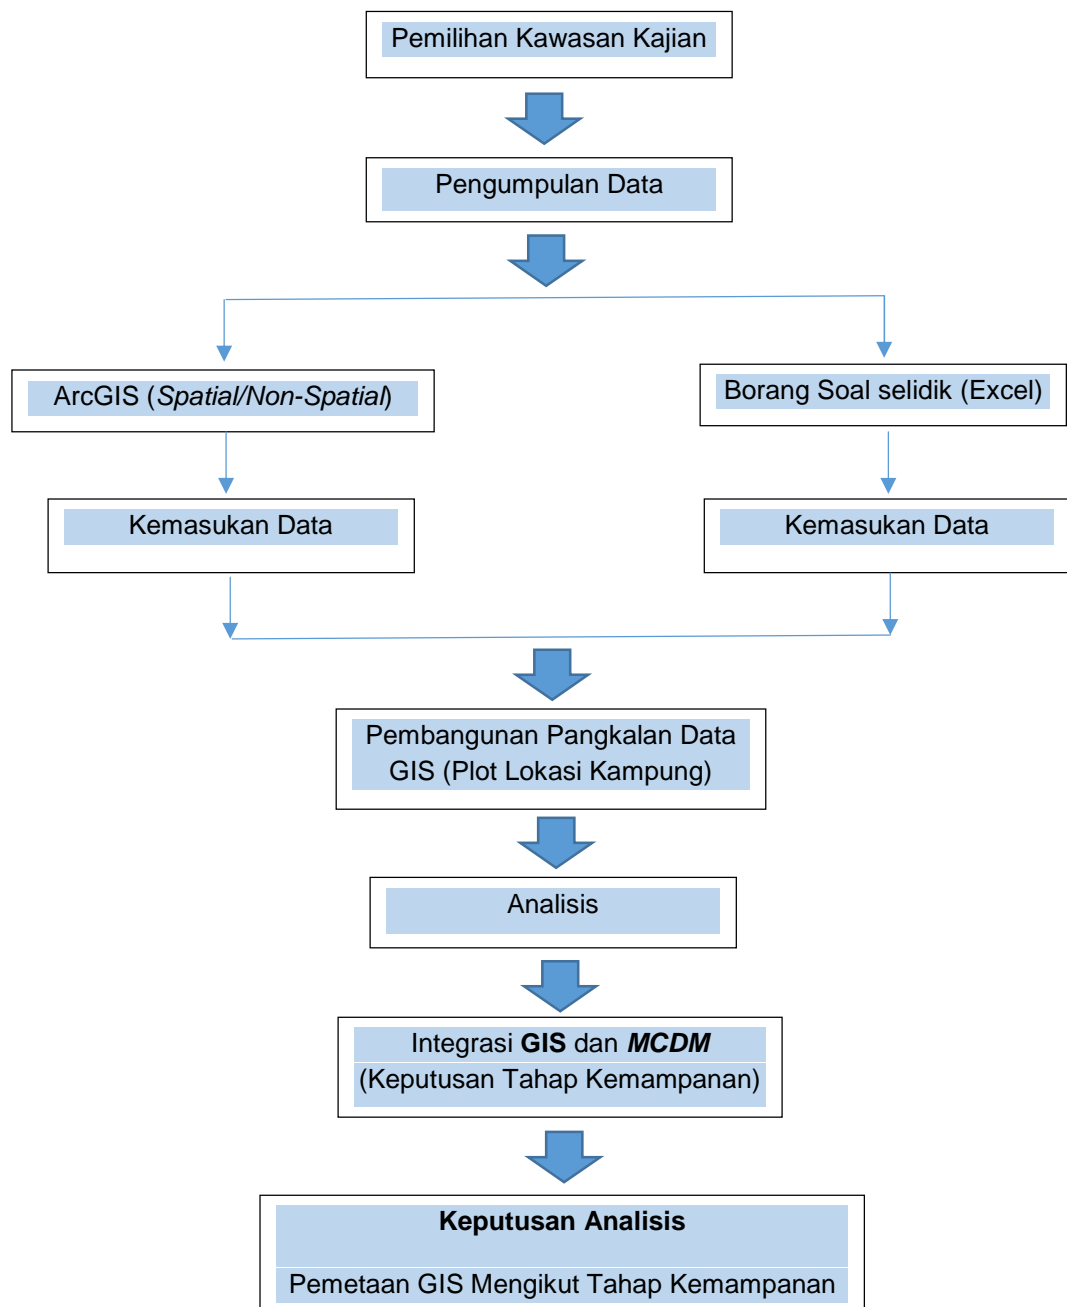 Pemilihan Kawasan Kajian
Pengumpulan Data
ArcGIS (Spatial/Non-Spatial)
Borang Soal selidik (Excel)
Kemasukan Data
Kemasukan Data
Pembangunan Pangkalan Data
GIS (Plot Lokasi Kampung)
Analisis
Integrasi GIS dan MCDM
(Keputusan Tahap Kemampanan)
Keputusan Analisis
Pemetaan GIS Mengikut Tahap Kemampanan